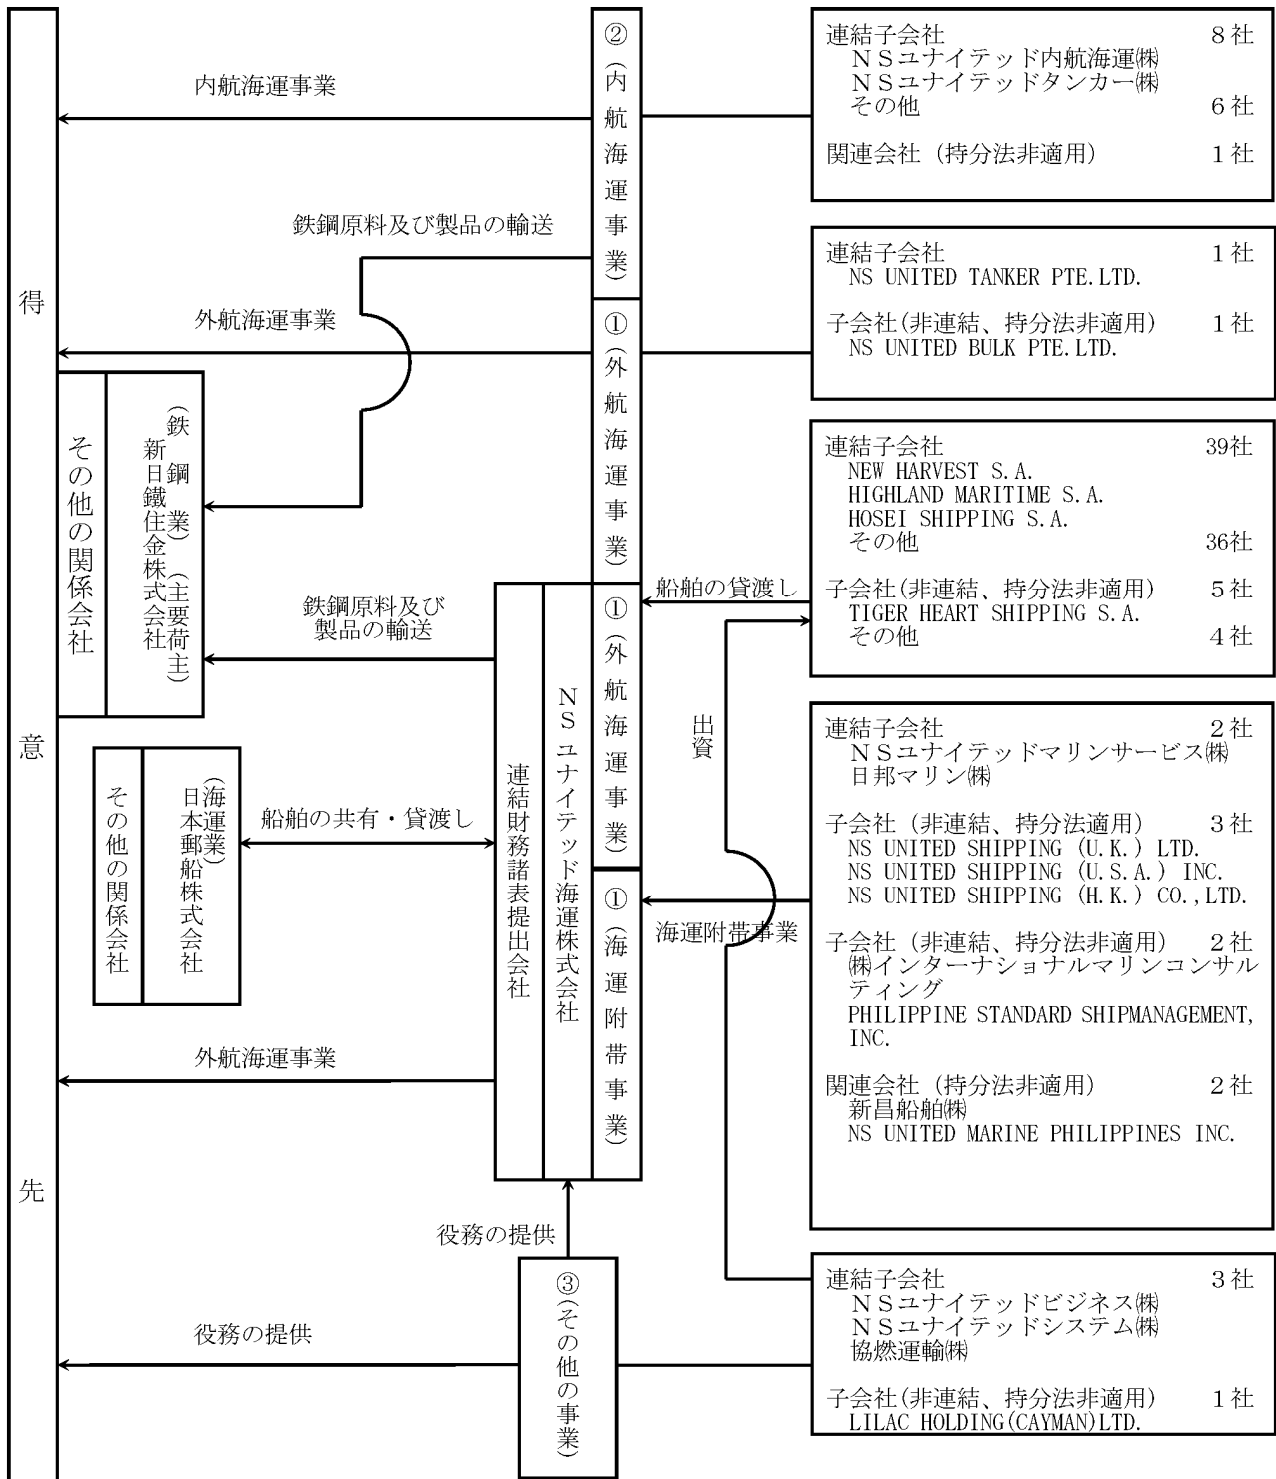 得意先
内航海運事業
鉄鋼原料及び製品の輸送
外航海運事業
その他の関係会社
新日鐵住金株式会社
(鉄鋼業) (主要荷主)
鉄鋼原料及び
製品の輸送
その他の関係会社
日本郵船株式会社
(海運業)
船舶の共有・貸渡し
外航海運事業
役務の提供
役務の提供
連結財務諸表提出会社
NSユナイテッド海運株式会社
②(内航海運事業)
①(外航海運事業)
①(外航海運事業)
①(海運附帯事業)
③(その他の事業)
船舶の貸渡し
出資
海運附帯事業
連結子会社 8社
NSユナイテッド内航海運㈱
NSユナイテッドタンカー㈱
その他 6社
関連会社 (持分法非適用) 1社
連結子会社 1社
NS UNITED TANKER PTE.LTD.
子会社(非連結、持分法非適用) 1社
NS UNITED BULK PTE.LTD.
連結子会社 39社
NEW HARVEST S.A.
HIGHLAND MARITIME S.A.
HOSEI SHIPPING S.A.
その他 36社
子会社(非連結、持分法非適用) 5社
TIGER HEART SHIPPING S.A.
その他 4社
連結子会社 2社
NSユナイテッドマリンサービス㈱
日邦マリン㈱
子会社 (非連結、持分法適用) 3社
NS UNITED SHIPPING (U.K.) LTD.
NS UNITED SHIPPING (U.S.A.) INC.
NS UNITED SHIPPING (H.K.) CO.,LTD.
子会社 (非連結、持分法非適用) 2社
㈱インターナショナルマリンコンサル
ティング
PHILIPPINE STANDARD SHIPMANAGEMENT,
INC.
関連会社 (持分法非適用) 2社
新昌船舶㈱
NS UNITED MARINE PHILIPPINES INC.
連結子会社 3社
NSユナイテッドビジネス㈱
NSユナイテッドシステム㈱
協燃運輸㈱
子会社(非連結、持分法非適用) 1社
LILAC HOLDING(CAYMAN)LTD.